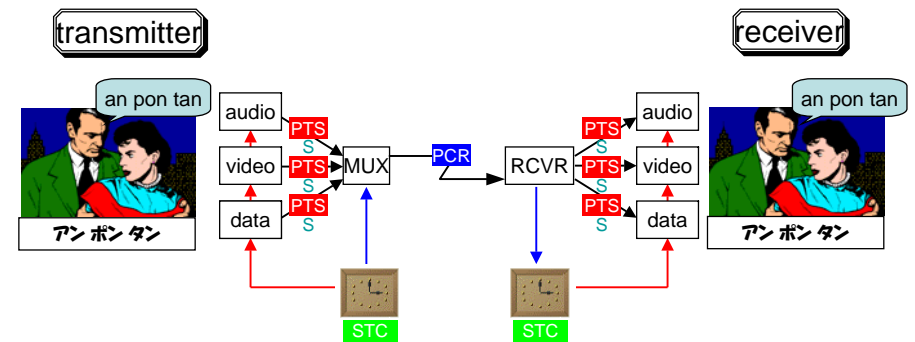 transmitter
receiver
an pon tan
アン ポン タン
audio
video
data
PTS
S
PTS
S
PTS
S
MUX
PCR
RCVR
PTS
S
PTS
S
PTS
S
audio
video
data
an pon tan
アン ポン タン
STC
STC